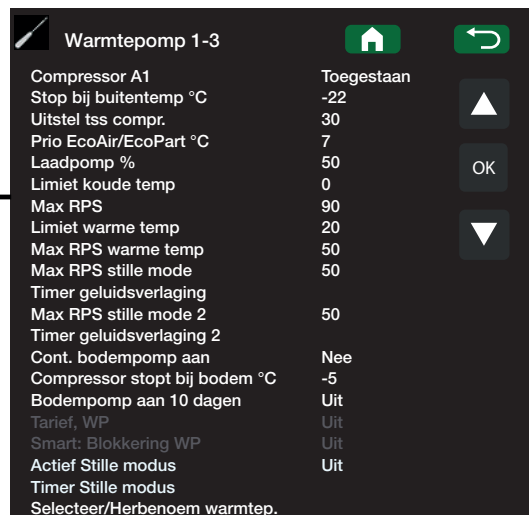 Warmtepomp 1-3
Compressor A1 Toegestaan
Stop bij buitentemp °C -22
Uitstel tss compr. 30
Prio EcoAir/EcoPart °C 7
Laadpomp % 50
Limiet koude temp 0
Max RPS 90
Limiet warme temp 20
Max RPS warme temp 50
Max RPS stille mode 50
Timer geluidsverlaging
Max RPS stille mode 2 50
Timer geluidsverlaging 2
Cont. bodempomp aan Nee
Compressor stopt bij bodem °C -5
Bodempomp aan 10 dagen Uit
Tarief, WP Uit
Smart: Blokkering WP Uit
Actief Stille modus Uit
Timer Stille modus
Selecteer/Herbenoem warmtep.
OK